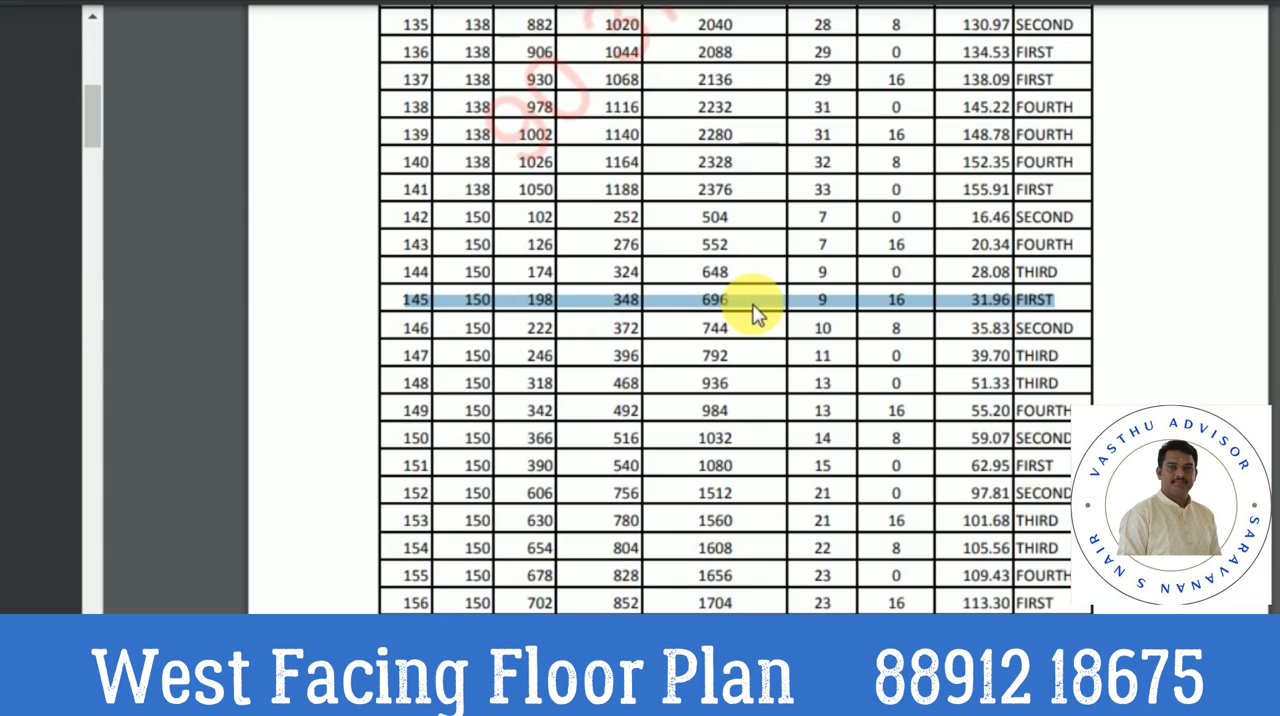 135 138 882 1020 2040 28 8 130.97 SECOND
136 138 906 1044 2088 29 0 134.53 FIRST
137 138 930 1068 2136 29 16 138.09 FIRST
138 138 978 1116 2232 31 0 145.22 FOURTH
139 138 1002 1140 2280 31 16 148.78 FOURTH
140 138 1026 1164 2328 32 8 152.35 FOURTH
141 138 1050 1188 2376 33 0 155.91 FIRST
142 150 102 252 504 7 0 16.46 SECOND
143 150 126 276 552 7 16 20.34 FOURTH
144 150 174 324 648 9 0 28.08 THIRD
145 150 198 348 696 9 16 31.96 FIRST
146 150 222 372 744 10 8 35.83 SECOND
147 150 246 396 792 11 0 39.70 THIRD
148 150 318 468 936 13 0 51.33 THIRD
149 150 342 492 984 13 16 55.20 FOURTH
150 150 366 516 1032 14 8 59.07 SECOND
151 150 390 540 1080 15 0 62.95 FIRST
152 150 606 756 1512 21 0 97.81 SECOND
153 150 630 780 1560 21 16 101.68 THIRD
154 150 654 804 1608 22 8 105.56 THIRD
155 150 678 828 1656 23 0 109.43 FOURTH
156 150 702 852 1704 23 16 113.30 FIRST
VASTHU ADVISOR
SARAVANAN S NAIR
West Facing Floor Plan 88912 18675